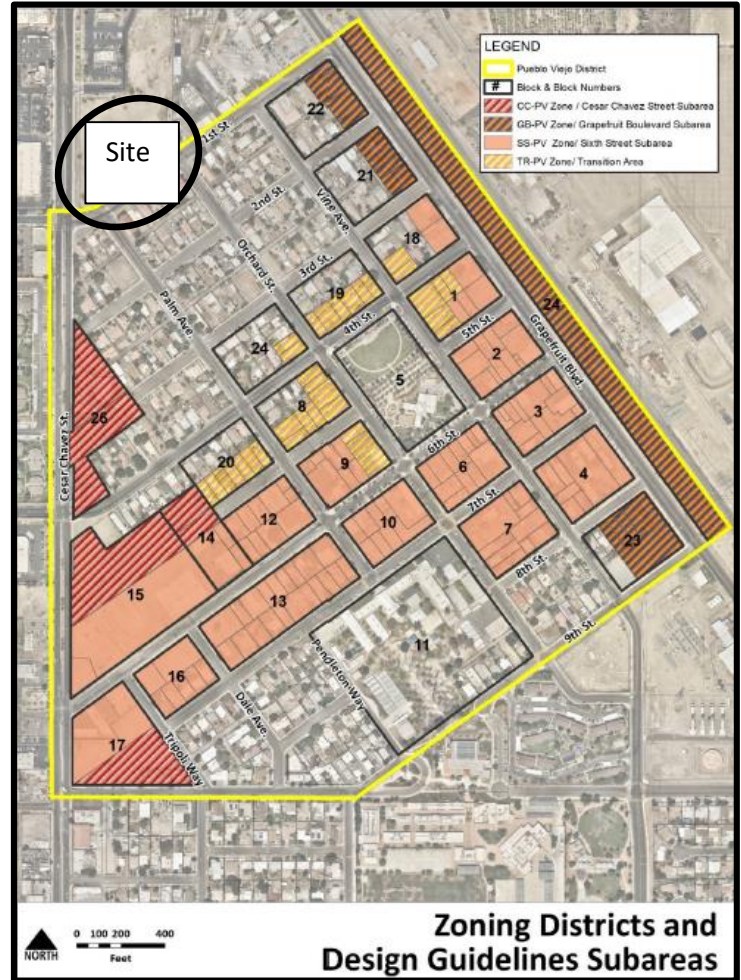 LEGEND
Pueblo Viejo District
# Block & Block Numbers
CC-PV Zone / Cesar Chavez Street Subarea
GB-PV Zone/ Grapefruit Boulevard Subarea
SS-PV Zone/ Sixth Street Subarea
TR-PV Zone/ Transition Area
Site
1st St.
22
21
2nd St.
Vine Ave.
18
Orchard St.
3rd St.
19
1
24
Palm Ave.
4th St.
5th St.
Grapefruit Blvd.
24
2
5
25
8
3
Cesar Chavez St.
20
9
6th St.
6
4
14
12
10
7th St.
7
23
15
13
8th St.
11
9th St.
16
Pendleton Way
Dale Ave.
17
Tripoli Way
NORTH
0 100 200 400
Feet
Zoning Districts and
Design Guidelines Subareas